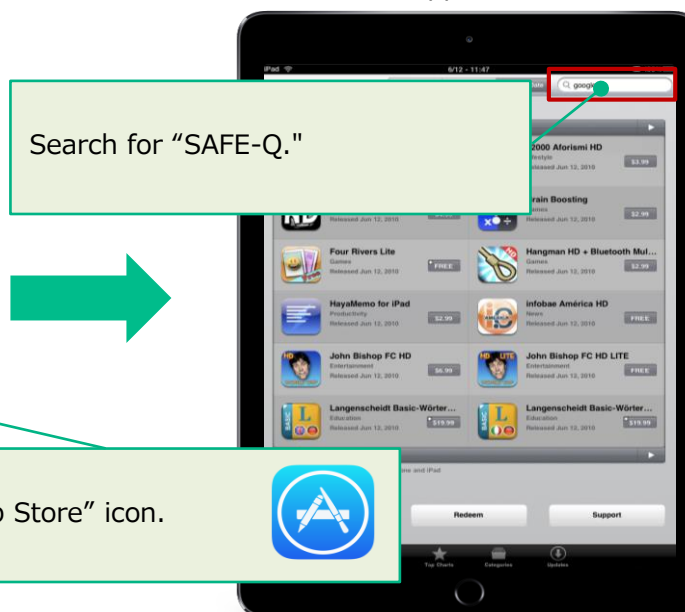 iPad
6/12 - 11:47
google
Search for “SAFE-Q."
2000 Aforismi HD
Lifestyle
Released Jun 12, 2010
$3.99
Brain Boosting
Games
Released Jun 12, 2010
Released Jun 12, 2010
$2.99
Four Rivers Lite
Games
Released Jun 12, 2010
FREE
Hangman HD + Bluetooth Mul...
Games
Released Jun 12, 2010
$2.99
HayaMemo for iPad
Productivity
Released Jun 12, 2010
$2.99
infobae América HD
News
Released Jun 12, 2010
FREE
John Bishop FC HD
Entertainment
Released Jun 12, 2010
$6.99
John Bishop FC HD LITE
Entertainment
Released Jun 12, 2010
FREE
Langenscheidt Basic-Wörter...
Education
Released Jun 12, 2010
$19.99
Langenscheidt Basic-Wörter...
Education
Released Jun 12, 2010
$19.99
one and iPad
Store” icon.
Redeem
Support
Top Charts
Categories
Updates